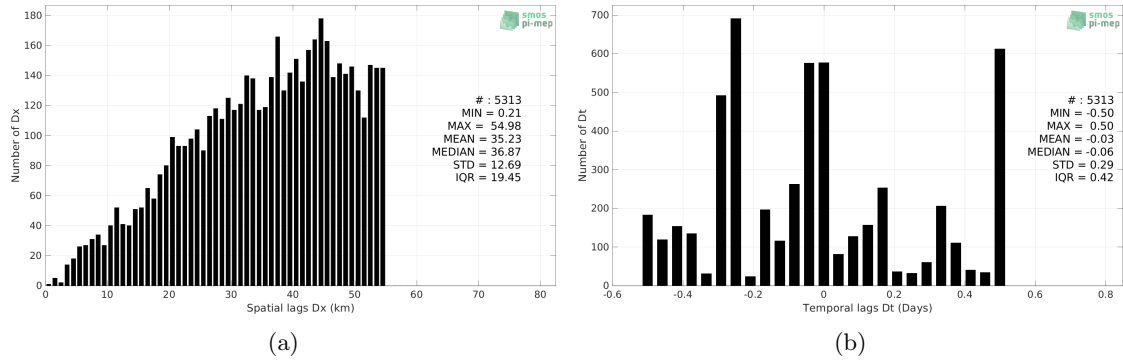 smos
pi-mep
180
160
140
120
100
80
60
40
20
0
Number of Dx
# : 5313
MIN = 0.21
MAX = 54.98
MEAN = 35.23
MEDIAN = 36.87
STD = 12.69
IQR = 19.45
0 10 20 30 40 50 60 70 80
Spatial lags Dx (km)
(a)
smos
pi-mep
700
600
500
400
300
200
100
0
Number of Dt
# : 5313
MIN = -0.50
MAX = 0.50
MEAN = -0.03
MEDIAN = -0.06
STD = 0.29
IQR = 0.42
-0.6 -0.4 -0.2 0 0.2 0.4 0.6 0.8
Temporal lags Dt (Days)
(b)